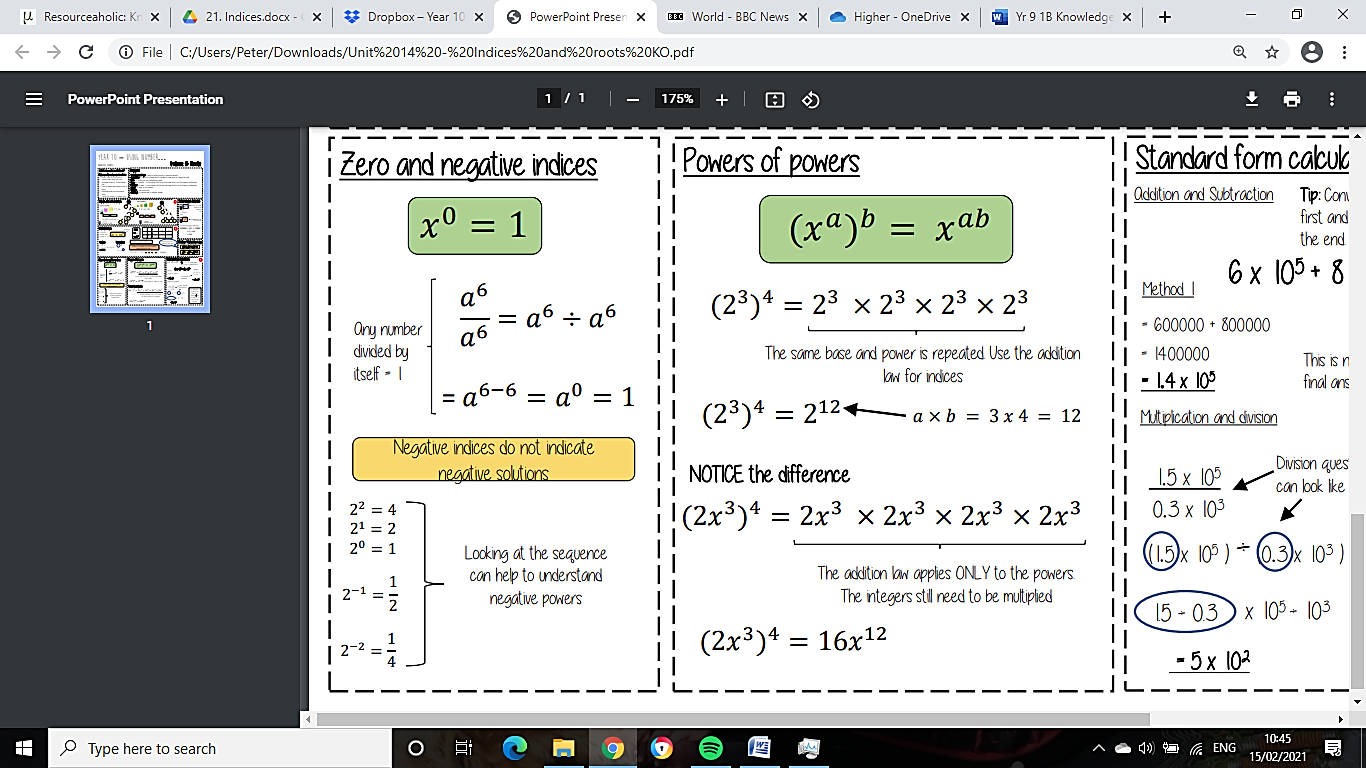 Resourceaholic: Kn
21. Indices.docx -
Dropbox – Year 10
PowerPoint Presen
World - BBC News
Higher - OneDrive
Yr 9 1B Knowledge
File
C:/Users/Peter/Downloads/Unit%2014%20-%20Indices%20and%20roots%20KO.pdf
PowerPoint Presentation
1 / 1
175%
1
Zero and negative indices
x⁰ = 1
Any number
divided by
itself = 1
a⁶/a⁶ = a⁶ ÷ a⁶
= a⁶⁻⁶ = a⁰ = 1
Negative indices do not indicate
negative solutions
2² = 4
2¹ = 2
2⁰ = 1
2⁻¹ = 1/2
2⁻² = 1/4
Looking at the sequence
can help to understand
negative powers
Powers of powers
(xᵃ)ᵇ = xᵃᵇ
(2³)⁴ = 2³ × 2³ × 2³ × 2³
The same base and power is repeated. Use the addition
law for indices
(2³)⁴ = 2¹²
a × b = 3 x 4 = 12
NOTICE the difference
(2x³)⁴ = 2x³ × 2x³ × 2x³ × 2x³
The addition law applies ONLY to the powers.
The integers still need to be multiplied
(2x³)⁴ = 16x¹²
Standard form calcula
Addition and Subtraction
Tip: Conv
first and
the end
6 x 10⁵ + 8
Method 1
= 600000 + 800000
= 1400000
= 1.4 x 10⁵
This is n
final ans
Multiplication and division
1.5 x 10⁵
0.3 x 10³
Division ques
can look like
(1.5 x 10⁵) ÷ (0.3 x 10³)
1.5 ÷ 0.3 x 10⁵ ÷ 10³
= 5 x 10²
Type here to search
ENG
10:45
15/02/2021